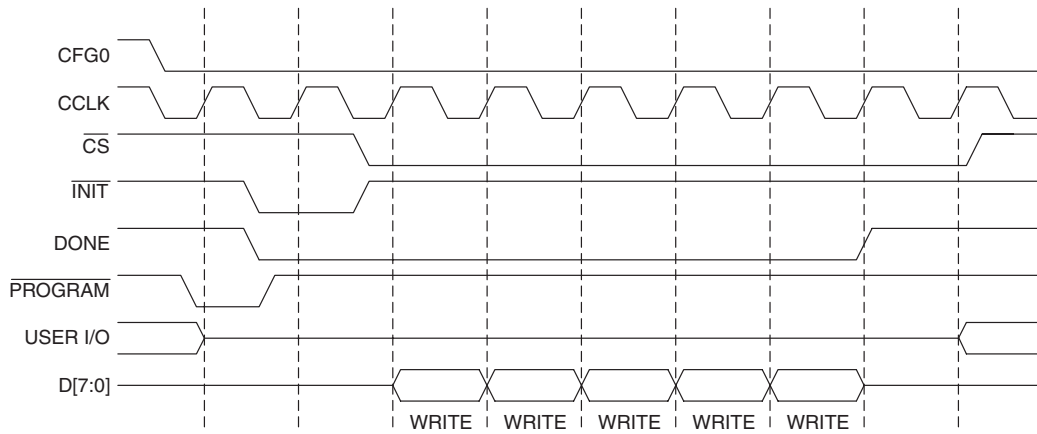 CFG0
CCLK
CS
INIT
DONE
PROGRAM
USER I/O
D[7:0]
WRITE WRITE WRITE WRITE WRITE